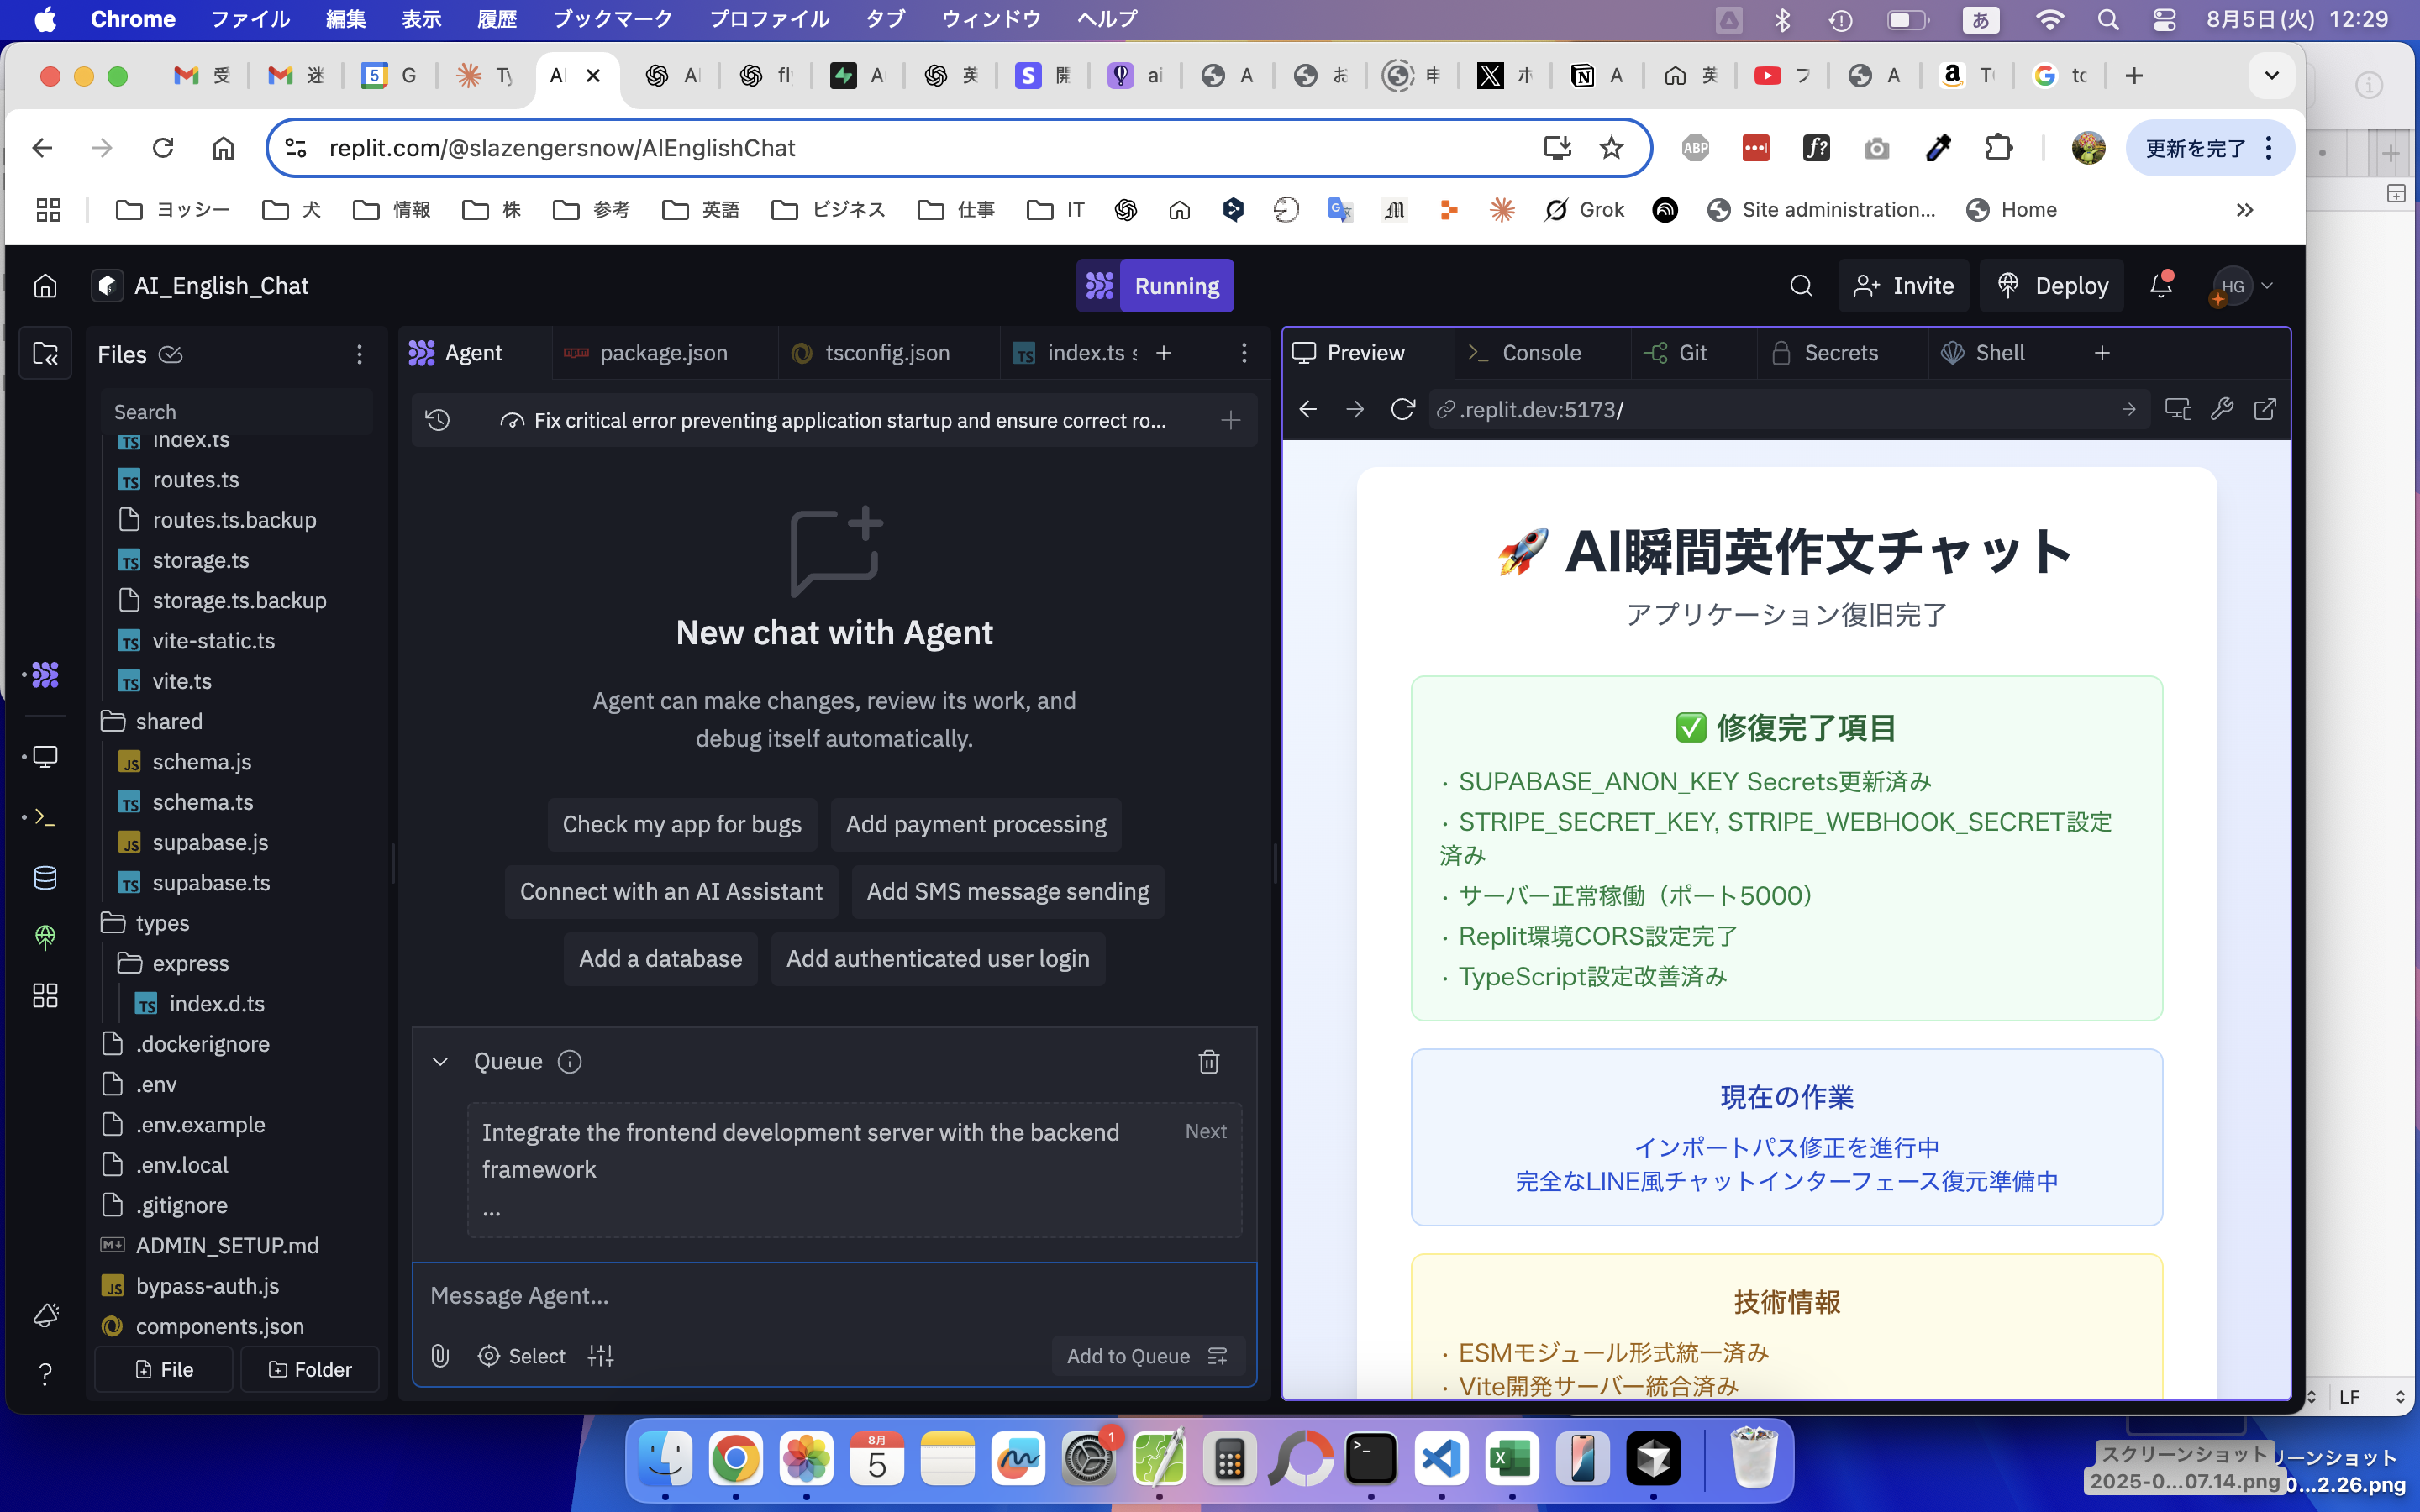 Chrome ファイル 編集 表示 履歴 ブックマーク プロファイル タブ ウィンドウ ヘルプ あ 8月5日(火) 12:29
受 迷 5 G Ty AI AI fly A 英 S 開 ai A お 申 ホ A 英 フ A TO tc
replit.com/@slazengersnow/AIEnglishChat ABP f? 更新を完了
ヨッシー 犬 情報 株 参考 英語 ビジネス 仕事 IT M Grok Site administration... Home
AI_English_Chat Running Invite Deploy HG
Files
Search
index.ts
routes.ts
routes.ts.backup
storage.ts
storage.ts.backup
vite-static.ts
vite.ts
shared
schema.js
schema.ts
supabase.js
supabase.ts
types
express
index.d.ts
.dockerignore
.env
.env.example
.env.local
.gitignore
ADMIN_SETUP.md
bypass-auth.js
components.json
File Folder
Agent package.json tsconfig.json index.ts s
Fix critical error preventing application startup and ensure correct ro...
New chat with Agent
Agent can make changes, review its work, and
debug itself automatically.
Check my app for bugs Add payment processing
Connect with an AI Assistant Add SMS message sending
Add a database Add authenticated user login
Queue
Integrate the frontend development server with the backend Next
framework
...
Message Agent...
Select Add to Queue
Preview Console Git Secrets Shell
.replit.dev:5173/
🚀 AI瞬間英作文チャット
アプリケーション復旧完了
✅ 修復完了項目
・SUPABASE_ANON_KEY Secrets更新済み
・STRIPE_SECRET_KEY, STRIPE_WEBHOOK_SECRET設定
済み
・サーバー正常稼働（ポート5000）
・Replit環境CORS設定完了
・TypeScript設定改善済み
現在の作業
インポートパス修正を進行中
完全なLINE風チャットインターフェース復元準備中
技術情報
・ESMモジュール形式統一済み
・Vite開発サーバー統合済み
LF
8月
5
1
スクリーンショット
2025-0...07.14.png
リーンショット
0...2.26.png